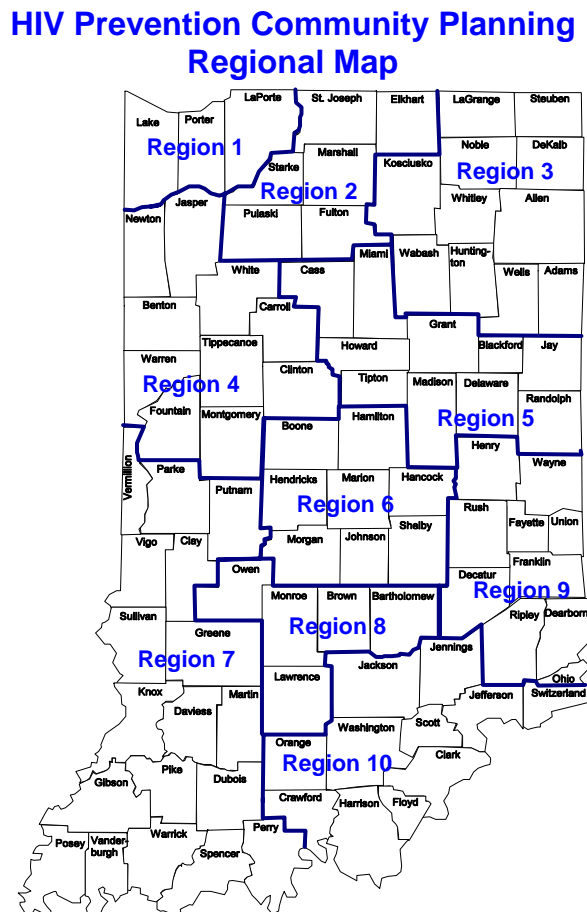 HIV Prevention Community Planning
Regional Map
LaPorte
St. Joseph
Elkhart
LaGrange
Steuben
Lake
Porter
Region 1
Starke
Marshall
Region 2
Kosciusko
Noble
DeKalb
Region 3
Whitley
Allen
Newton
Jasper
Pulaski
Fulton
White
Cass
Miami
Wabash
Hunting-
ton
Wells
Adams
Benton
Carroll
Grant
Tippecanoe
Howard
Blackford
Jay
Warren
Region 4
Clinton
Tipton
Madison
Delaware
Randolph
Fountain
Montgomery
Boone
Hamilton
Region 5
Henry
Wayne
Vermillion
Parke
Putnam
Hendricks
Marion
Hancock
Region 6
Rush
Fayette
Union
Vigo
Clay
Morgan
Johnson
Shelby
Owen
Decatur
Franklin
Region 9
Monroe
Brown
Bartholomew
Region 8
Ripley
Dearborn
Sullivan
Greene
Region 7
Jennings
Jackson
Lawrence
Ohio
Knox
Daviess
Martin
Jefferson
Switzerland
Washington
Scott
Orange
Region 10
Clark
Gibson
Pike
Dubois
Crawford
Harrison
Floyd
Posey
Vander-
burgh
Warrick
Spencer
Perry